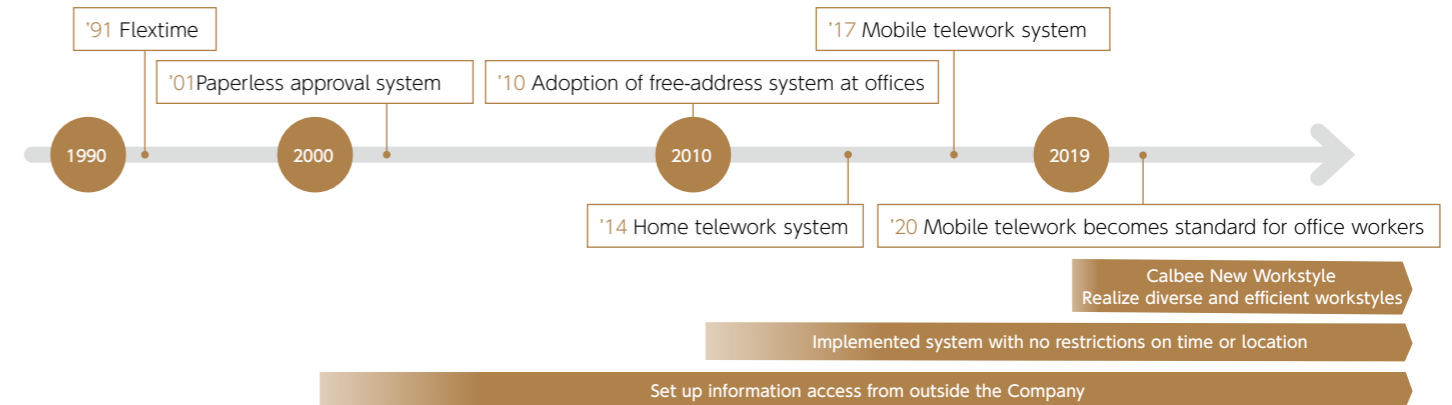 '91 Flextime
'17 Mobile telework system
'01Paperless approval system
'10 Adoption of free-address system at offices
1990
2000
2010
2019
'14 Home telework system
'20 Mobile telework becomes standard for office workers
Calbee New Workstyle
Realize diverse and efficient workstyles
Implemented system with no restrictions on time or location
Set up information access from outside the Company